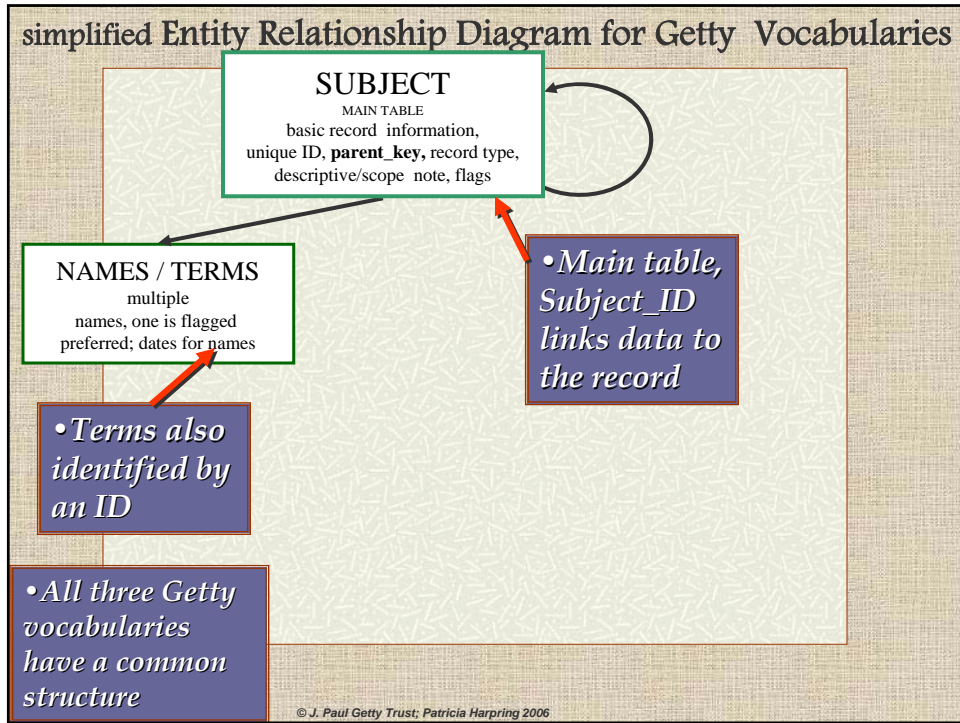 simplified Entity Relationship Diagram for Getty Vocabularies
SUBJECT
MAIN TABLE
basic record information,
unique ID, parent_key, record type,
descriptive/scope note, flags
NAMES / TERMS
multiple
names, one is flagged
preferred; dates for names
•Main table,
Subject_ID
links data to
the record
•Terms also
identified by
an ID
•All three Getty
vocabularies
have a common
structure
© J. Paul Getty Trust; Patricia Harpring 2006